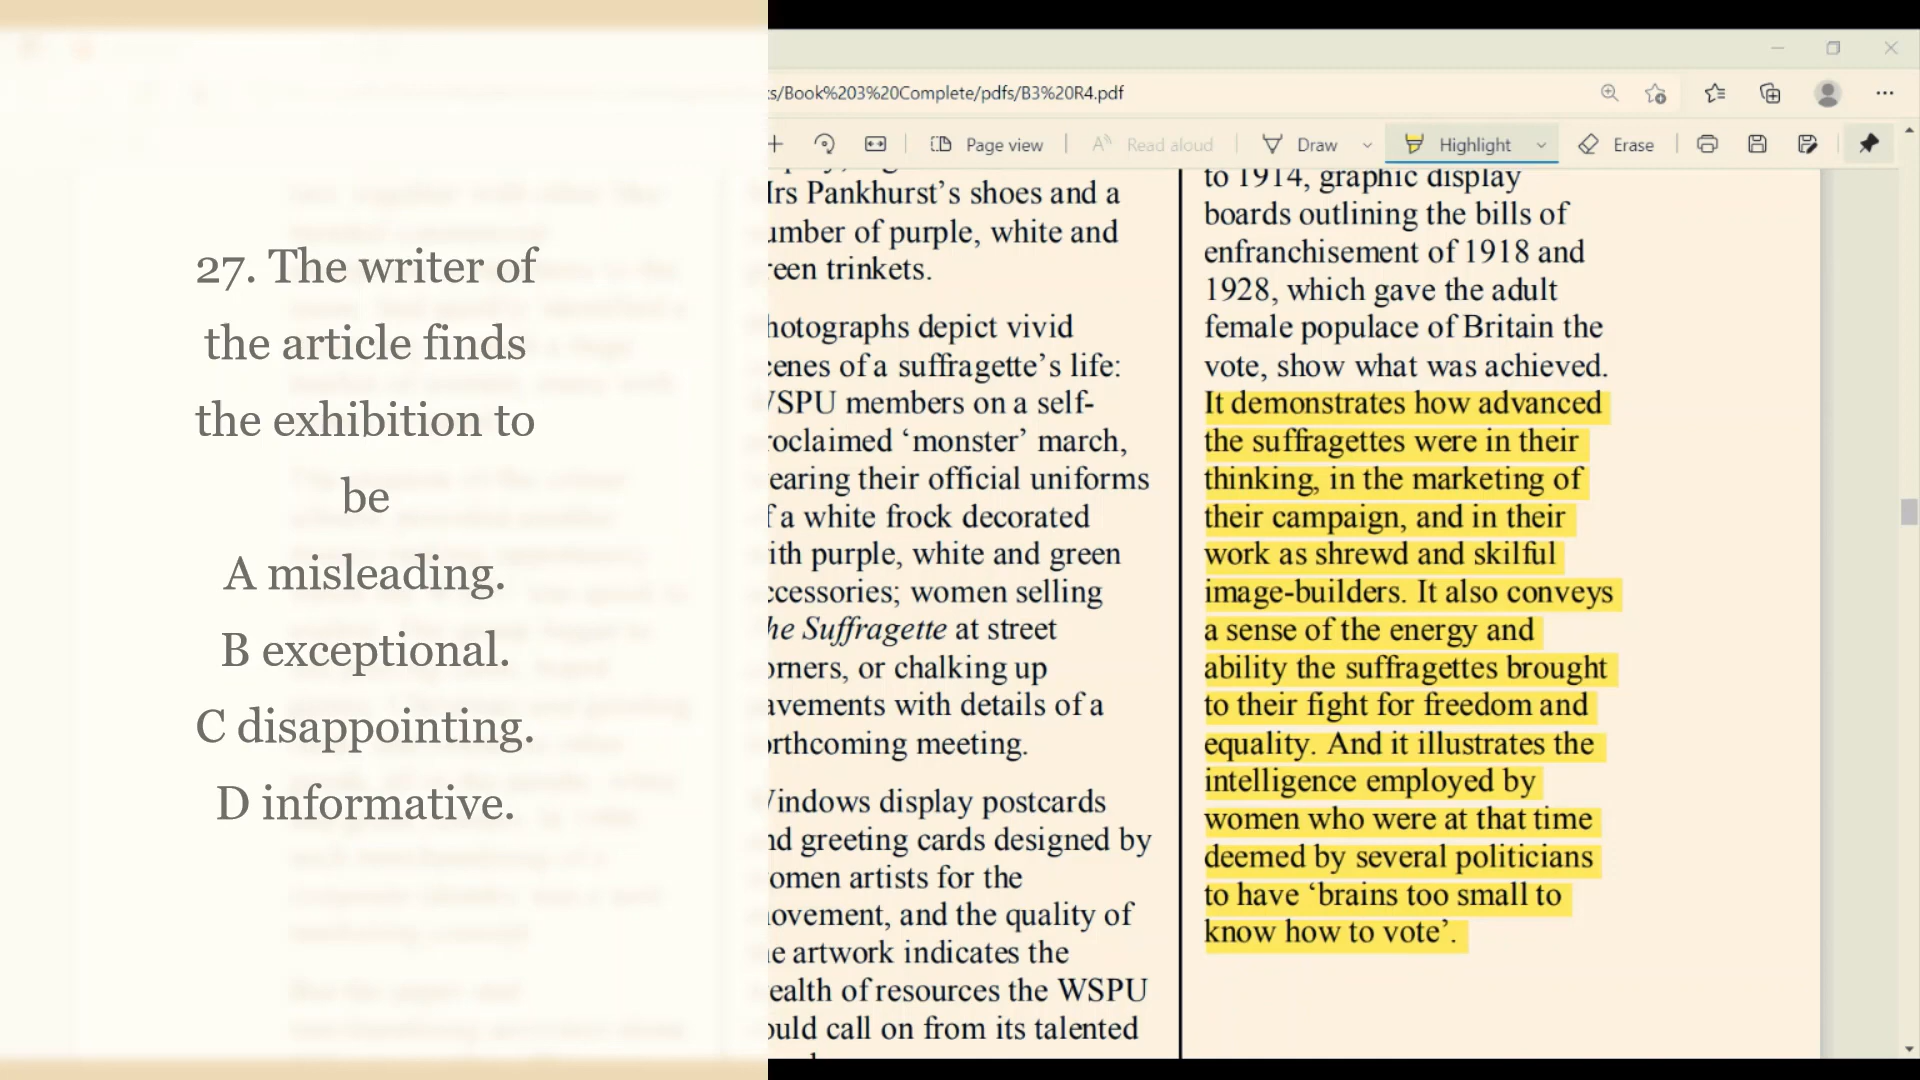 27. The writer of
the article finds
the exhibition to
be
A misleading.
B exceptional.
C disappointing.
D informative.
s/Book%203%20Complete/pdfs/B3%20R4.pdf
Page view
Read aloud
Draw
Highlight
Erase
rs Pankhurst’s shoes and a
umber of purple, white and
reen trinkets.
hotographs depict vivid
cenes of a suffragette’s life:
WSPU members on a self-
roclaimed ‘monster’ march,
earing their official uniforms
f a white frock decorated
ith purple, white and green
ccessories; women selling
he Suffragette at street
orners, or chalking up
avements with details of a
orthcoming meeting.
indows display postcards
nd greeting cards designed by
omen artists for the
ovement, and the quality of
e artwork indicates the
ealth of resources the WSPU
ould call on from its talented
to 1914, graphic display
boards outlining the bills of
enfranchisement of 1918 and
1928, which gave the adult
female populace of Britain the
vote, show what was achieved.
It demonstrates how advanced
the suffragettes were in their
thinking, in the marketing of
their campaign, and in their
work as shrewd and skilful
image-builders. It also conveys
a sense of the energy and
ability the suffragettes brought
to their fight for freedom and
equality. And it illustrates the
intelligence employed by
women who were at that time
deemed by several politicians
to have ‘brains too small to
know how to vote’.